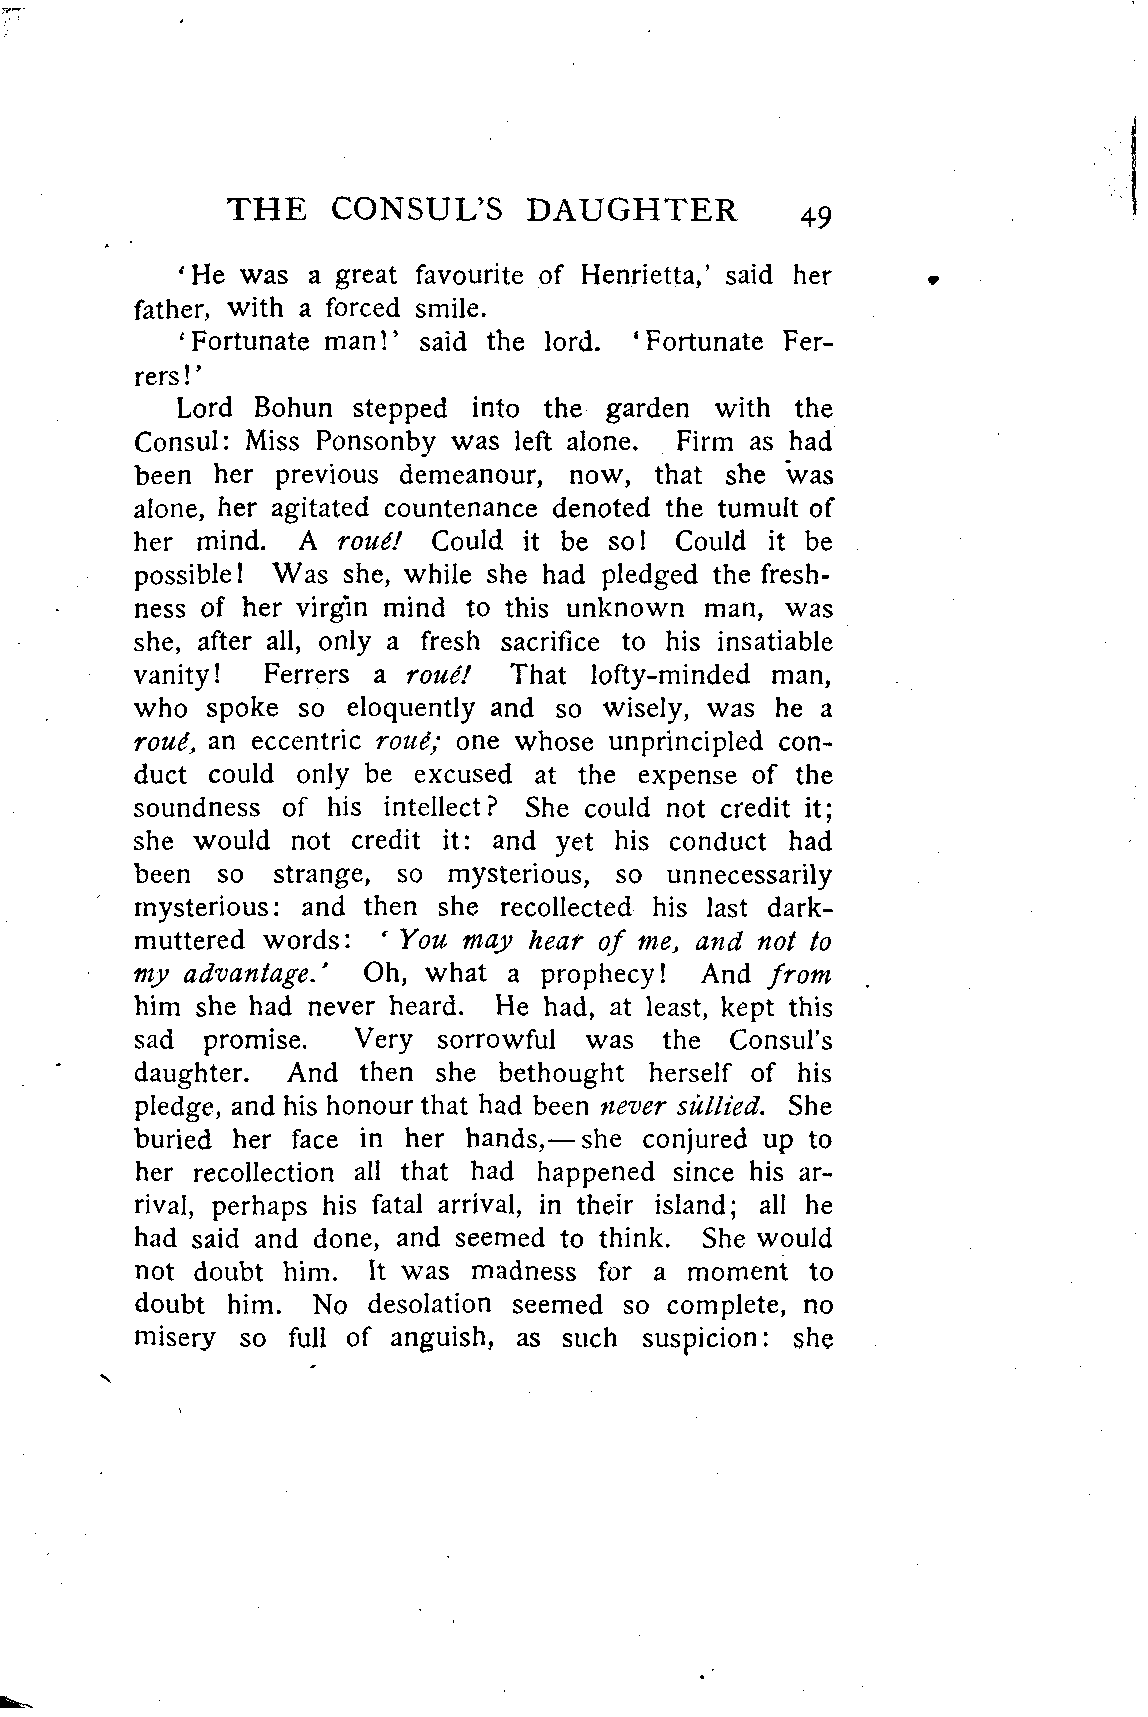 THE CONSUL'S DAUGHTER 49
‘He was a great favourite of Henrietta,’ said her
father, with a forced smile.
‘Fortunate man!’ said the lord. ‘Fortunate Fer-
rers!’
Lord Bohun stepped into the garden with the
Consul: Miss Ponsonby was left alone. Firm as had
been her previous demeanour, now, that she was
alone, her agitated countenance denoted the tumult of
her mind. A roué! Could it be so! Could it be
possible! Was she, while she had pledged the fresh-
ness of her virgin mind to this unknown man, was
she, after all, only a fresh sacrifice to his insatiable
vanity! Ferrers a roué! That lofty-minded man,
who spoke so eloquently and so wisely, was he a
roué, an eccentric roué; one whose unprincipled con-
duct could only be excused at the expense of the
soundness of his intellect? She could not credit it;
she would not credit it: and yet his conduct had
been so strange, so mysterious, so unnecessarily
mysterious: and then she recollected his last dark-
muttered words: ‘You may hear of me, and not to
my advantage.’ Oh, what a prophecy! And from
him she had never heard. He had, at least, kept this
sad promise. Very sorrowful was the Consul's
daughter. And then she bethought herself of his
pledge, and his honour that had been never sullied. She
buried her face in her hands,—she conjured up to
her recollection all that had happened since his ar-
rival, perhaps his fatal arrival, in their island; all he
had said and done, and seemed to think. She would
not doubt him. It was madness for a moment to
doubt him. No desolation seemed so complete, no
misery so full of anguish, as such suspicion: she